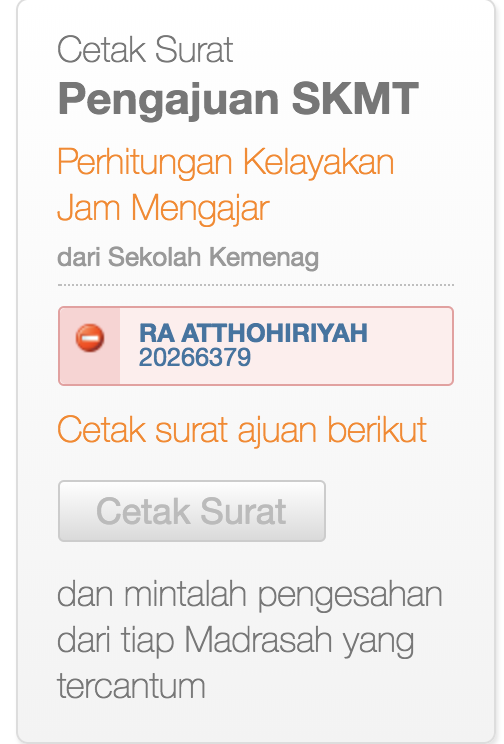 Cetak Surat
Pengajuan SKMT
Perhitungan Kelayakan
Jam Mengajar
dari Sekolah Kemenag
RA ATTHOHIRIYAH
20266379
Cetak surat ajuan berikut
Cetak Surat
dan mintalah pengesahan
dari tiap Madrasah yang
tercantum